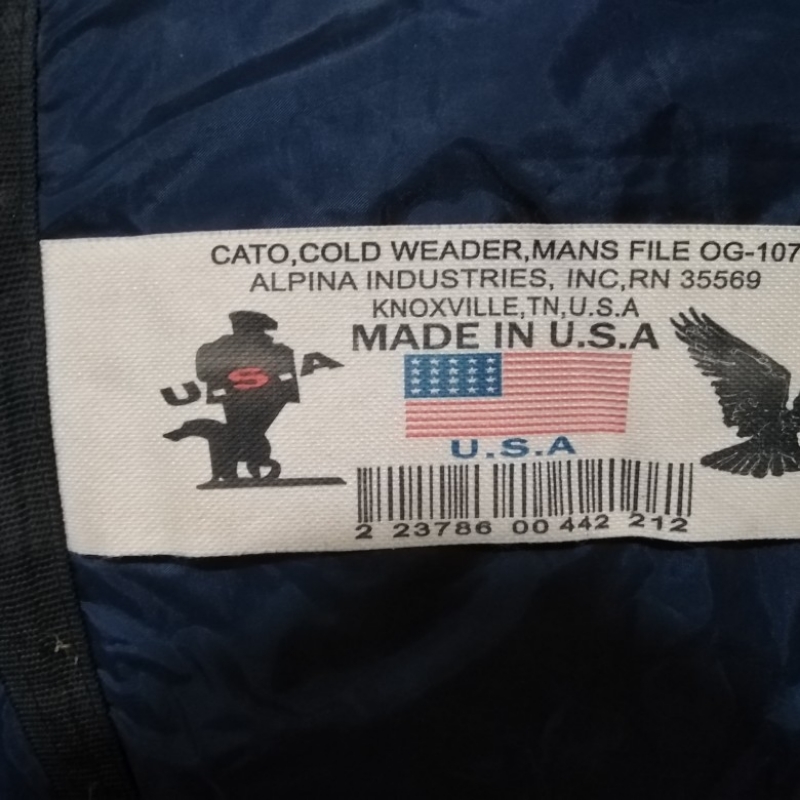 CATO,COLD WEADER,MANS FILE OG-107
ALPINA INDUSTRIES, INC,RN 35569
KNOXVILLE,TN,U.S.A
MADE IN U.S.A
U.S.A
U.S.A
2 23786 00 442 212